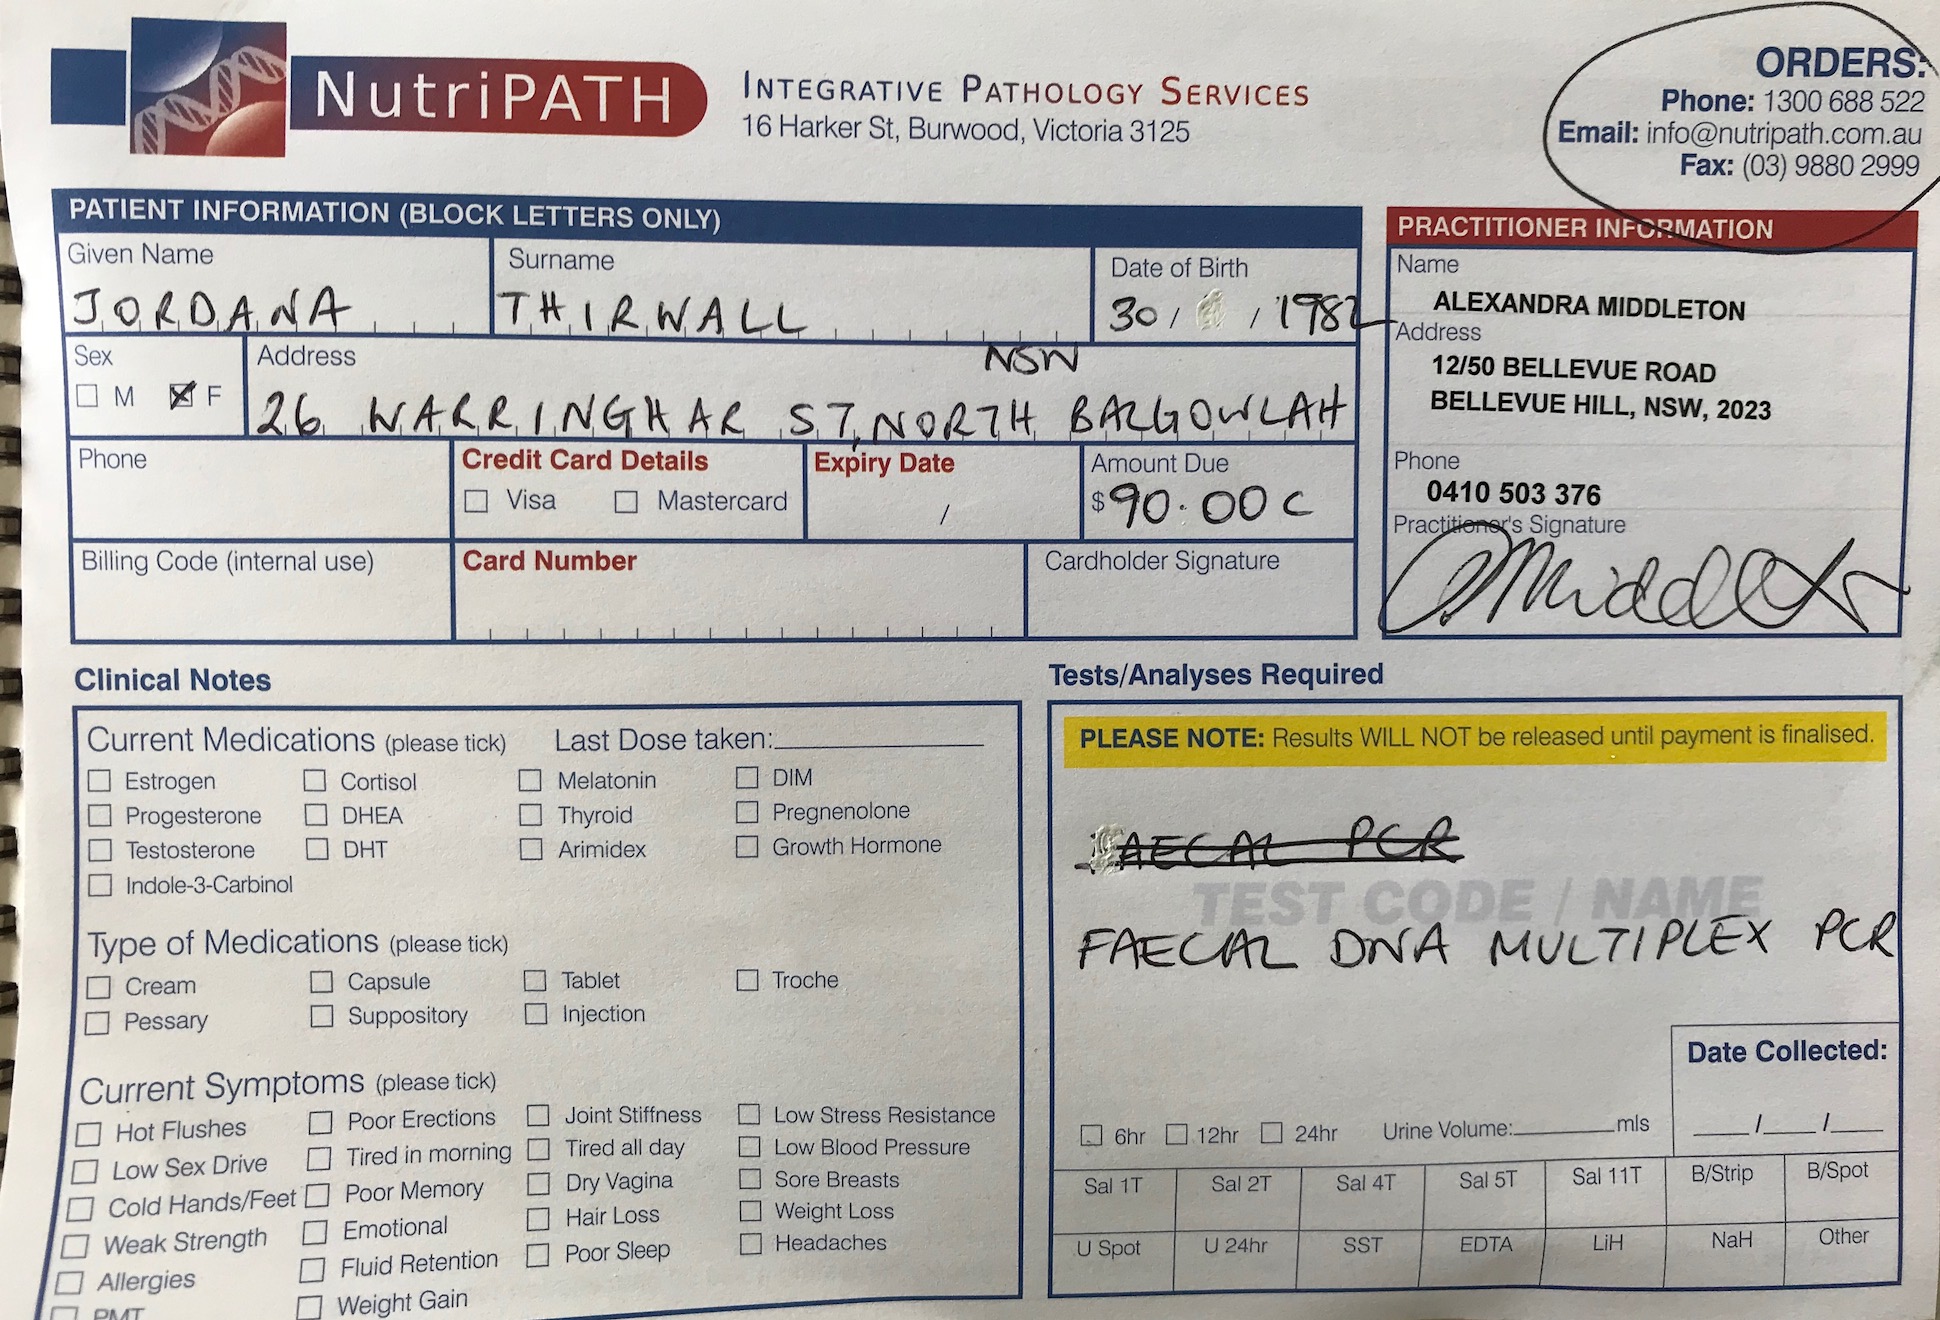 NutriPATH
INTEGRATIVE PATHOLOGY SERVICES
16 Harker St, Burwood, Victoria 3125
ORDERS:
Phone: 1300 688 522
Email: info@nutripath.com.au
Fax: (03) 9880 2999
PATIENT INFORMATION (BLOCK LETTERS ONLY)
Given Name
JORDANA
Surname
THIRWALL
Date of Birth
30 / / 1982
Sex
M F
Address
NSW
26 WARRINGHAR ST, NORTH BALGOWLAH
Phone
Credit Card Details
Visa Mastercard
Expiry Date
/
Amount Due
$90.00 c
Billing Code (internal use)
Card Number
Cardholder Signature
PRACTITIONER INFORMATION
Name
ALEXANDRA MIDDLETON
Address
12/50 BELLEVUE ROAD
BELLEVUE HILL, NSW, 2023
Phone
0410 503 376
Practitioner's Signature
Clinical Notes
Current Medications (please tick) Last Dose taken:
Estrogen Cortisol Melatonin DIM
Progesterone DHEA Thyroid Pregnenolone
Testosterone DHT Arimidex Growth Hormone
Indole-3-Carbinol
Type of Medications (please tick)
Cream Capsule Tablet Troche
Pessary Suppository Injection
Current Symptoms (please tick)
Hot Flushes Poor Erections Joint Stiffness Low Stress Resistance
Low Sex Drive Tired in morning Tired all day Low Blood Pressure
Cold Hands/Feet Poor Memory Dry Vagina Sore Breasts
Weak Strength Emotional Hair Loss Weight Loss
Allergies Fluid Retention Poor Sleep Headaches
PMT Weight Gain
Tests/Analyses Required
PLEASE NOTE: Results WILL NOT be released until payment is finalised.
FAECAL PCR
TEST CODE / NAME
FAECAL DNA MULTIPLEX PCR
Date Collected:
/ /
6hr 12hr 24hr Urine Volume: mls
Sal 1T Sal 2T Sal 4T Sal 5T Sal 11T B/Strip B/Spot
U Spot U 24hr SST EDTA LiH NaH Other